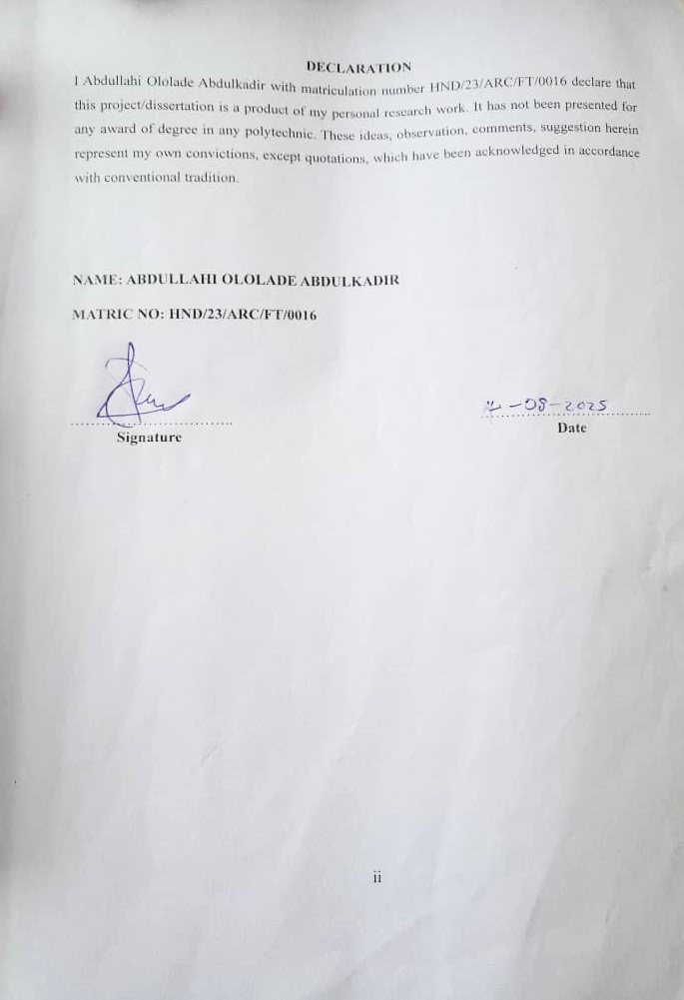 DECLARATION
I Abdullahi Ololade Abdulkadir with matriculation number HND/23/ARC/FT/0016 declare that
this project/dissertation is a product of my personal research work. It has not been presented for
any award of degree in any polytechnic. These ideas, observation, comments, suggestion herein
represent my own convictions, except quotations, which have been acknowledged in accordance
with conventional tradition.
NAME: ABDULLAHI OLOLADE ABDULKADIR
MATRIC NO: HND/23/ARC/FT/0016
-08-2025
Signature
Date
ii